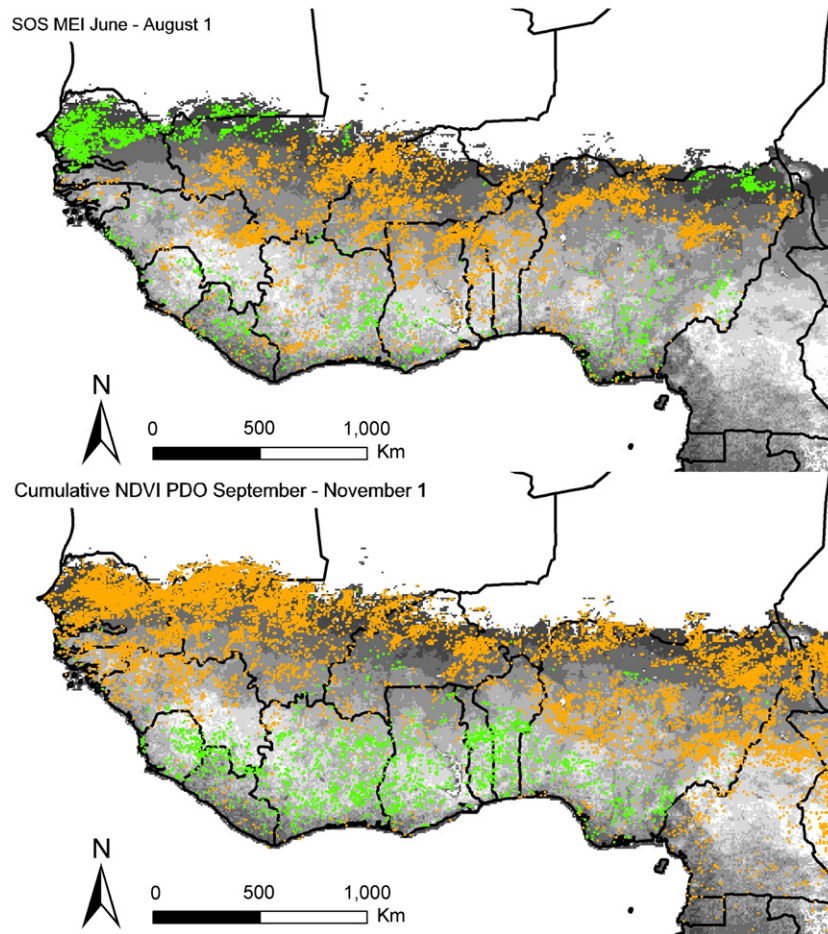 SOS MEI June - August 1
N
0 500 1,000
Km
Cumulative NDVI PDO September - November 1
N
0 500 1,000
Km